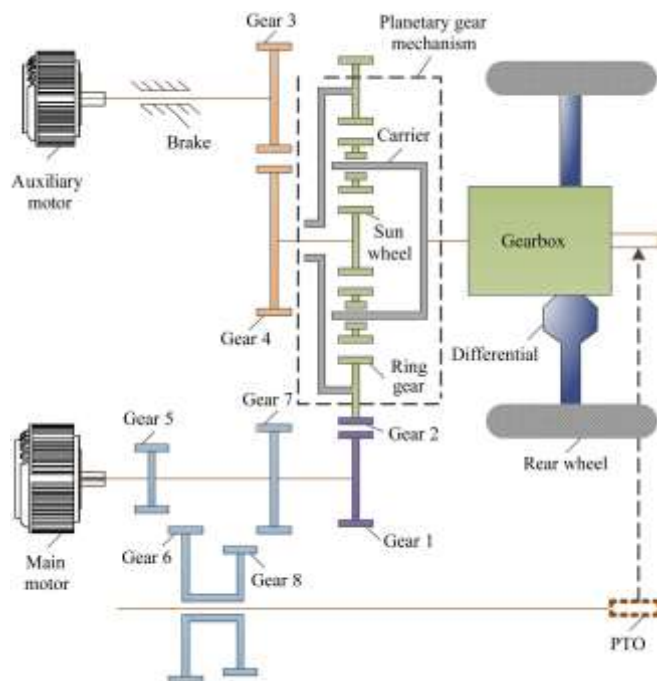 Gear 3
Planetary gear
mechanism
Brake
Carrier
Auxiliary
motor
Sun
wheel
Gearbox
Gear 4
Differential
Ring
gear
Gear 7
Gear 5
Gear 2
Rear wheel
Gear 1
Main
motor
Gear 6
Gear 8
PTO